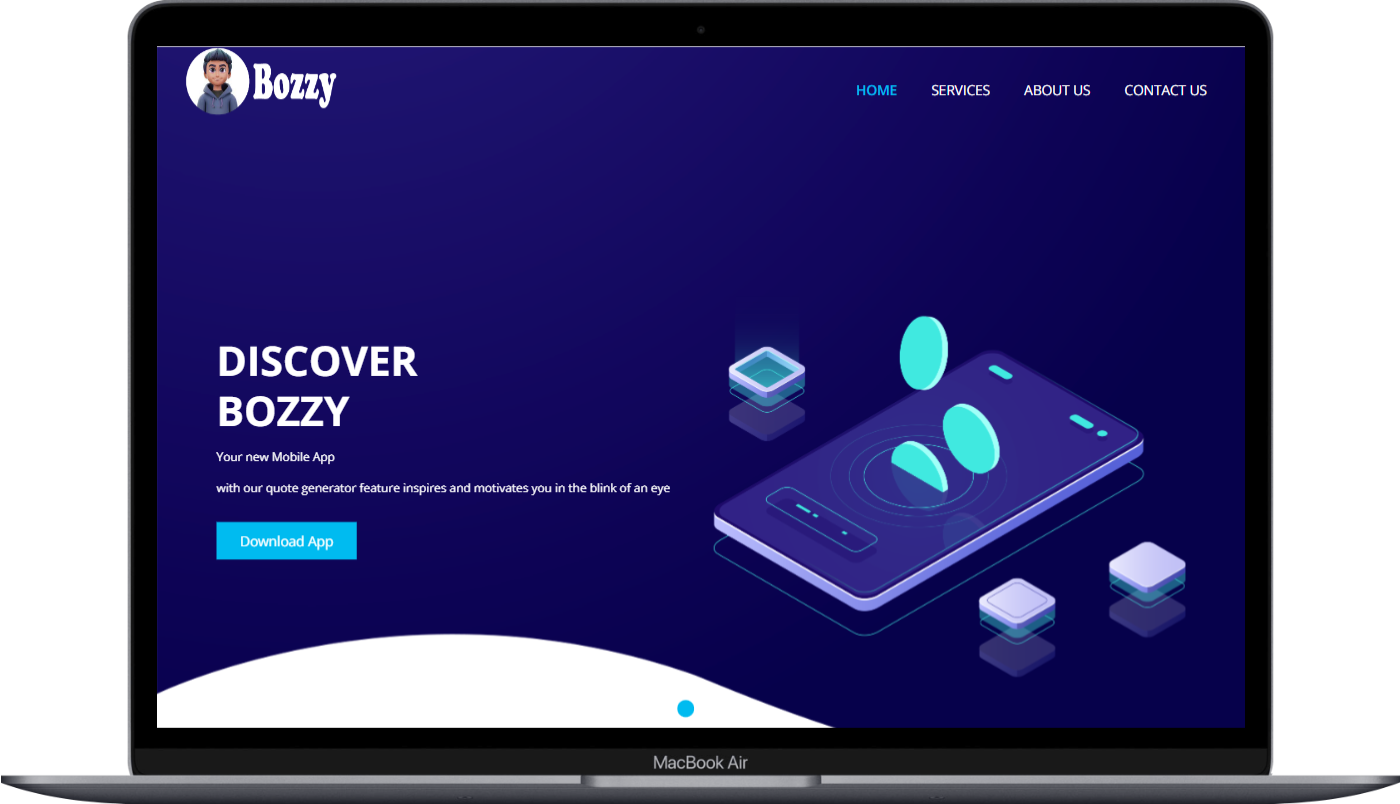 Bozzy
HOME SERVICES ABOUT US CONTACT US
DISCOVER
BOZZY
Your new Mobile App
with our quote generator feature inspires and motivates you in the blink of an eye
Download App
MacBook Air